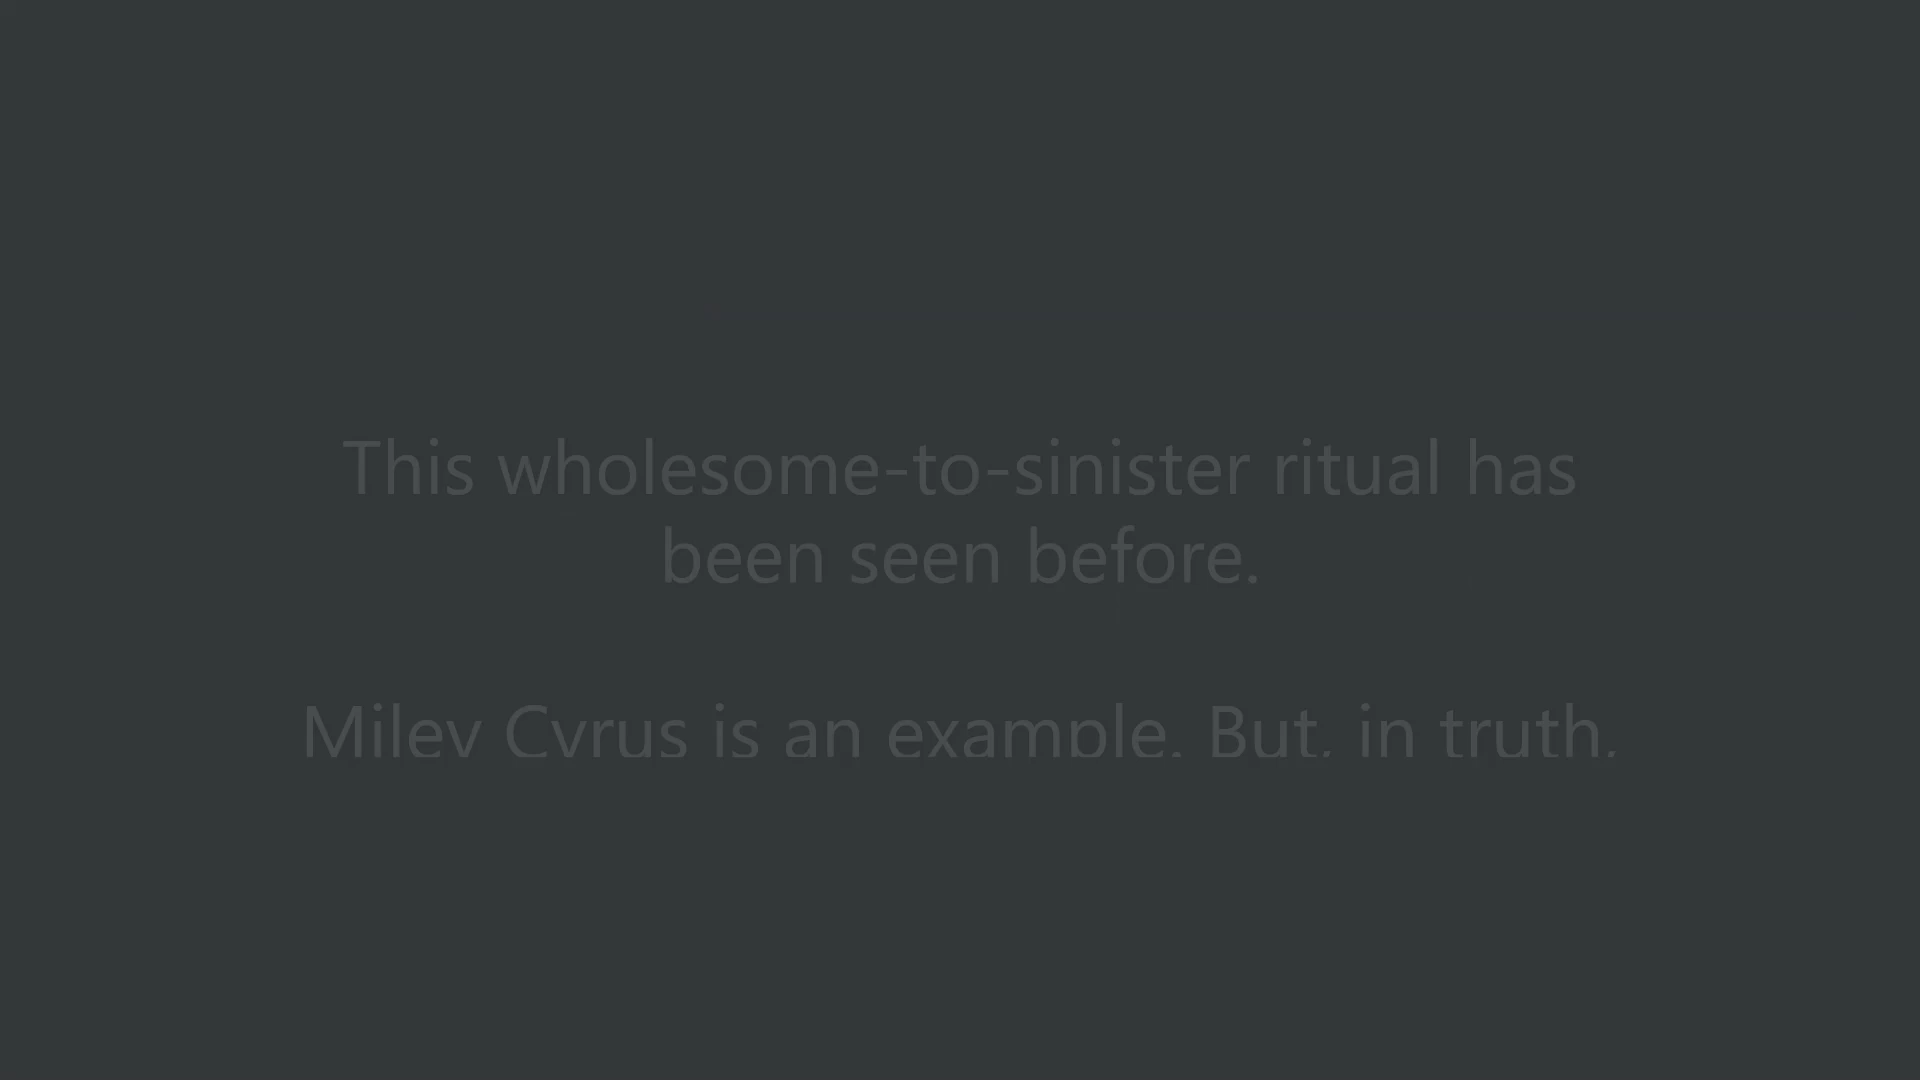 This wholesome-to-sinister ritual has
been seen before.
Miley Cyrus is an example. But, in truth,